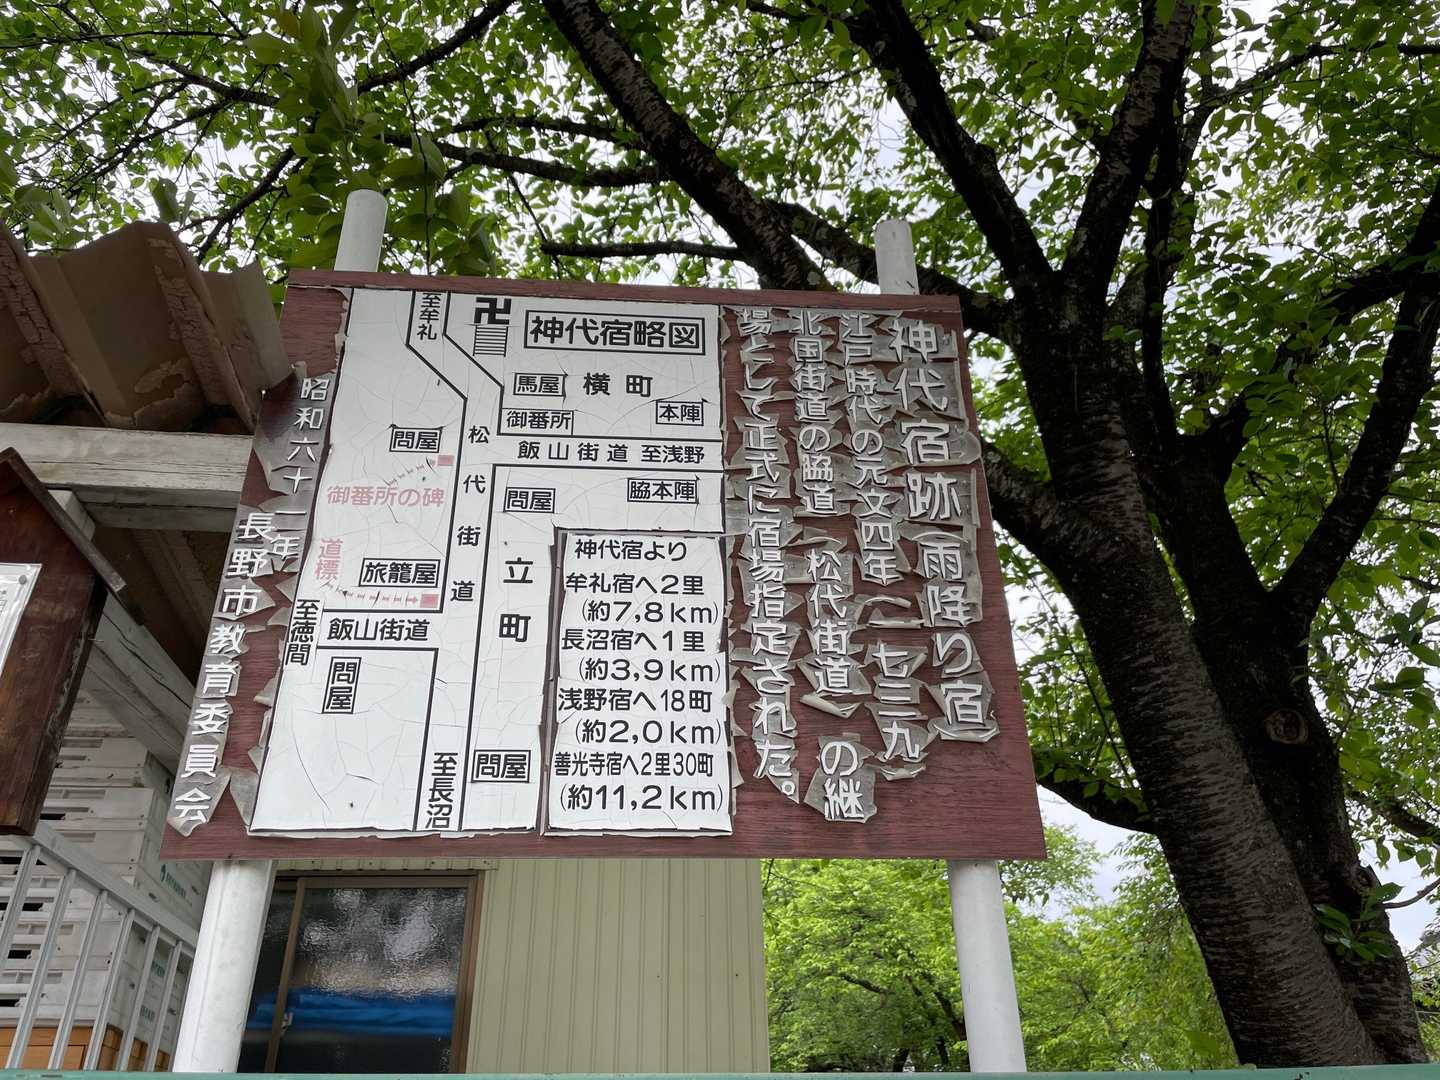 神代宿跡（雨降り宿）
江戸時代の元文四年（一七三九
北国街道の脇道　松代街道　の継
場として正式に宿場指定された。
神代宿略図
至牟礼
卍
馬屋
横町
本陣
御番所
問屋
松代街道
飯山街道　至浅野
御番所の碑
問屋
脇本陣
道標
旅籠屋
立町
飯山街道
至徳間
問屋
問屋
至長沼
神代宿より
牟礼宿へ2里
(約7,8km)
長沼宿へ1里
(約3,9km)
浅野宿へ18町
(約2,0km)
善光寺宿へ2里30町
(約11,2km)
昭和六十一年
長野市教育委員会